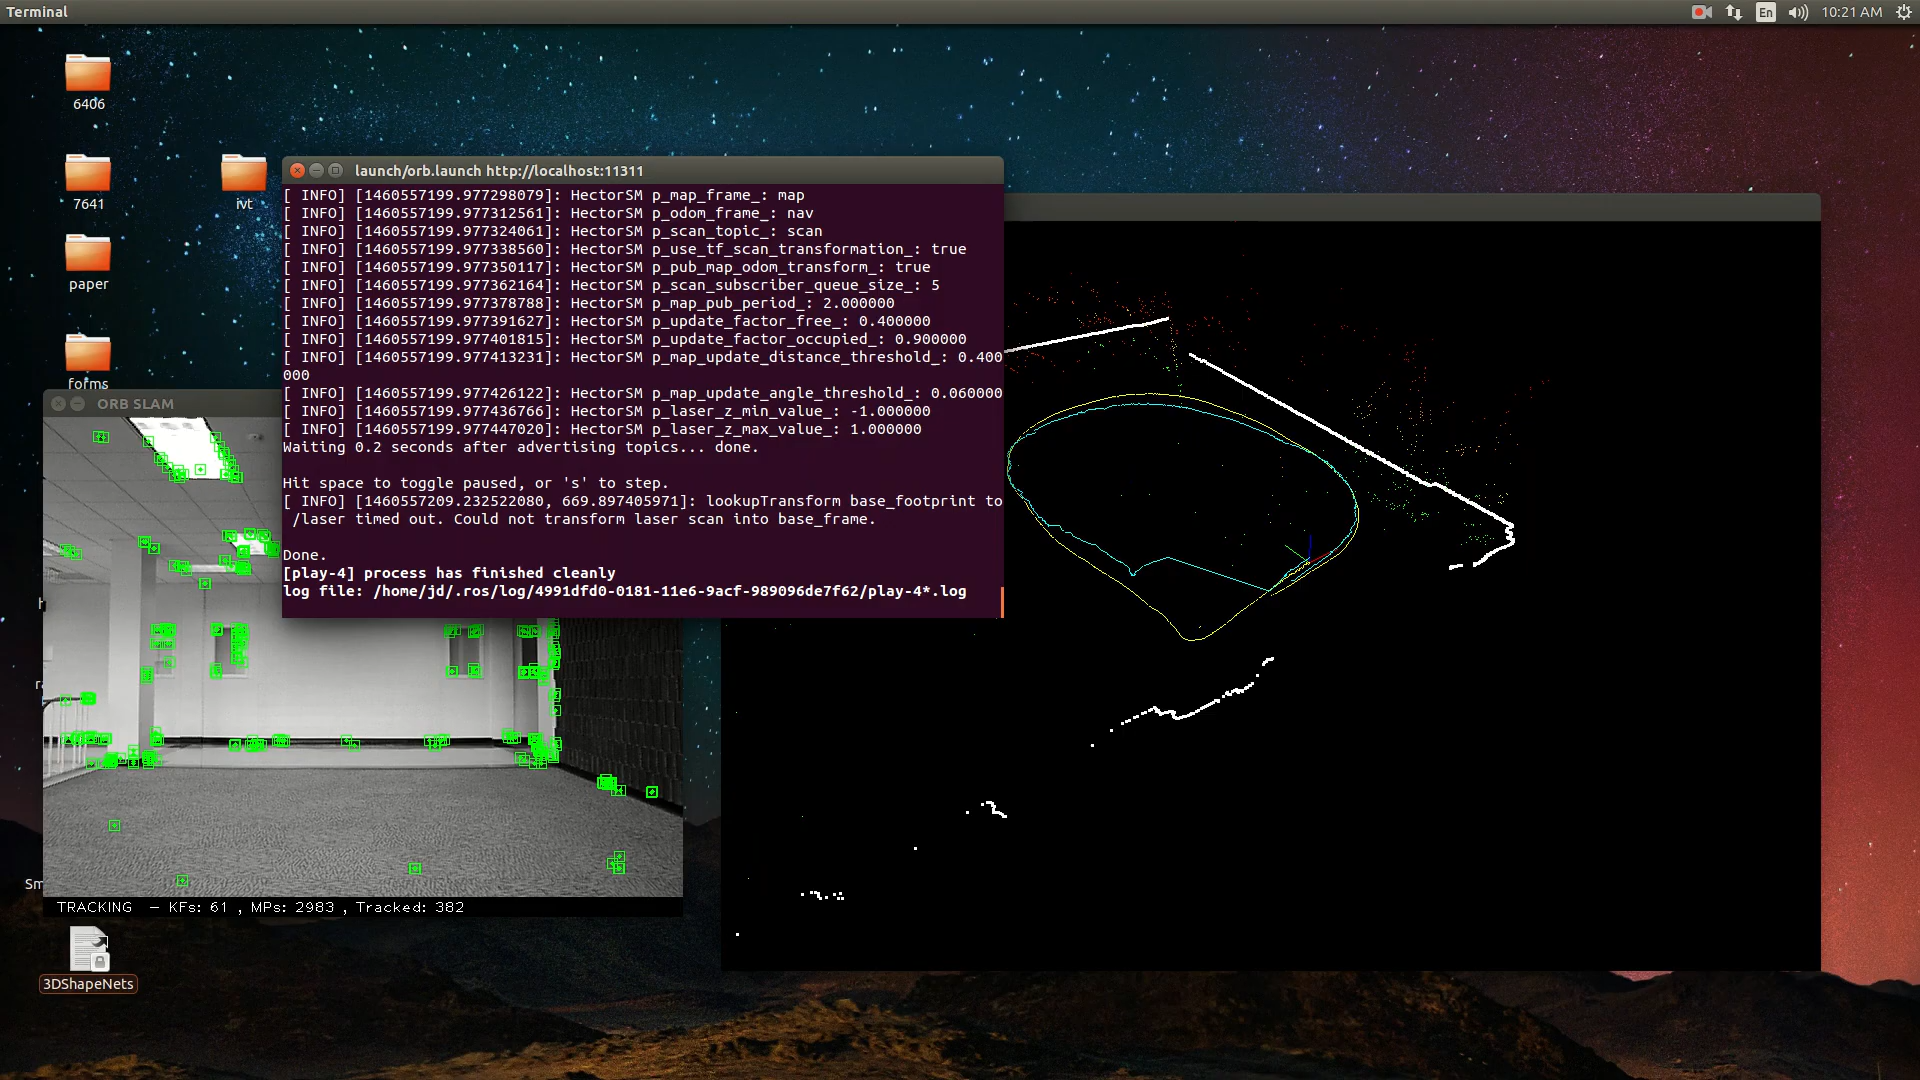 Terminal
En
10:21 AM
6406
7641
ivt
paper
forms
launch/orb.launch http://localhost:11311
[ INFO] [1460557199.977298079]: HectorSM p_map_frame_: map
[ INFO] [1460557199.977312561]: HectorSM p_odom_frame_: nav
[ INFO] [1460557199.977324061]: HectorSM p_scan_topic_: scan
[ INFO] [1460557199.977338560]: HectorSM p_use_tf_scan_transformation_: true
[ INFO] [1460557199.977350117]: HectorSM p_pub_map_odom_transform_: true
[ INFO] [1460557199.977362164]: HectorSM p_scan_subscriber_queue_size_: 5
[ INFO] [1460557199.977378788]: HectorSM p_map_pub_period_: 2.000000
[ INFO] [1460557199.977391627]: HectorSM p_update_factor_free_: 0.400000
[ INFO] [1460557199.977401815]: HectorSM p_update_factor_occupied_: 0.900000
[ INFO] [1460557199.977413231]: HectorSM p_map_update_distance_threshold_: 0.400
000
[ INFO] [1460557199.977426122]: HectorSM p_map_update_angle_threshold_: 0.060000
[ INFO] [1460557199.977436766]: HectorSM p_laser_z_min_value_: -1.000000
[ INFO] [1460557199.977447020]: HectorSM p_laser_z_max_value_: 1.000000
Waiting 0.2 seconds after advertising topics... done.
Hit space to toggle paused, or 's' to step.
[ INFO] [1460557209.232522080, 669.897405971]: lookupTransform base_footprint to
/laser timed out. Could not transform laser scan into base_frame.
Done.
[play-4] process has finished cleanly
log file: /home/jd/.ros/log/4991dfd0-0181-11e6-9acf-989096de7f62/play-4*.log
ORB SLAM
Sm
TRACKING - KFs: 61 , MPs: 2983 , Tracked: 382
3DShapeNets